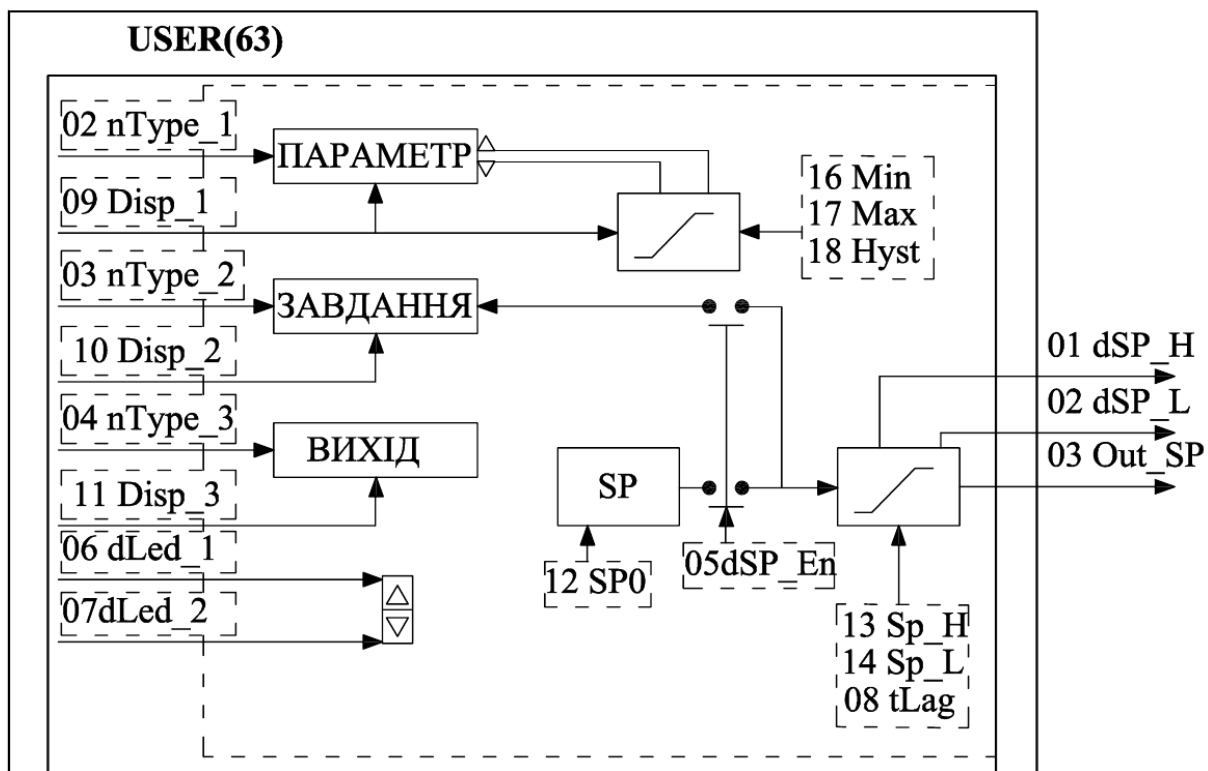 USER(63)
02 nType_1
ПАРАМЕТР
09 Disp_1
16 Min
17 Max
18 Hyst
03 nType_2
ЗАВДАННЯ
10 Disp_2
01 dSP_H
04 nType_3
02 dSP_L
ВИХІД
03 Out_SP
SP
11 Disp_3
06 dLed_1
05dSP_En
12 SP0
07dLed_2
13 Sp_H
14 Sp_L
08 tLag